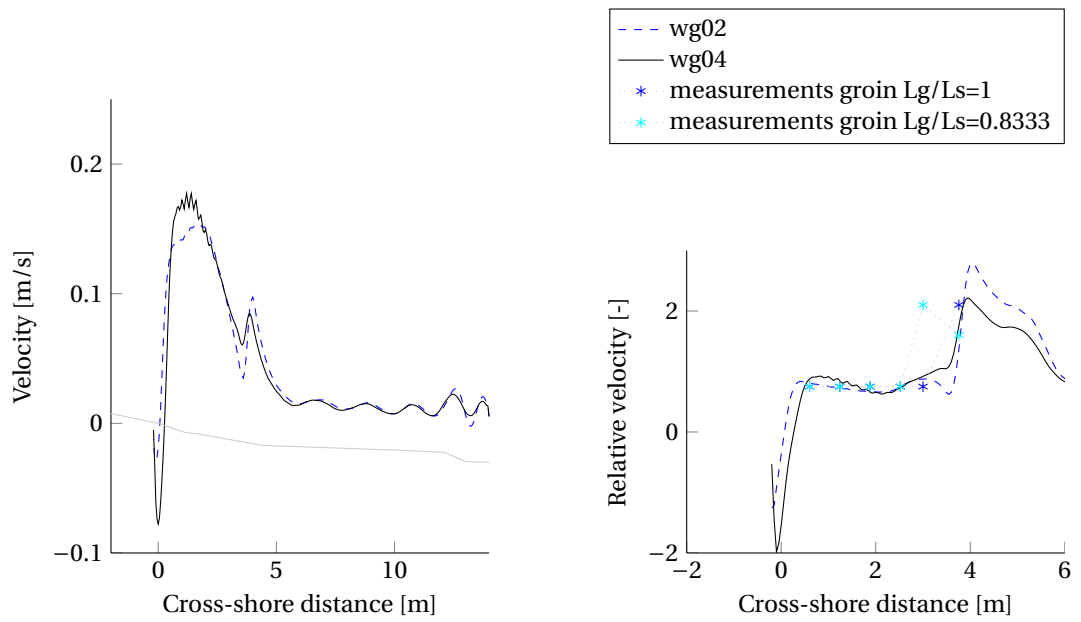 wg02
wg04
measurements groin Lg/Ls=1
measurements groin Lg/Ls=0.8333
0.2
0.1
0
−0.1
Velocity [m/s]
0
5
10
Cross-shore distance [m]
2
0
−2
Relative velocity [-]
−2
0
2
4
6
Cross-shore distance [m]